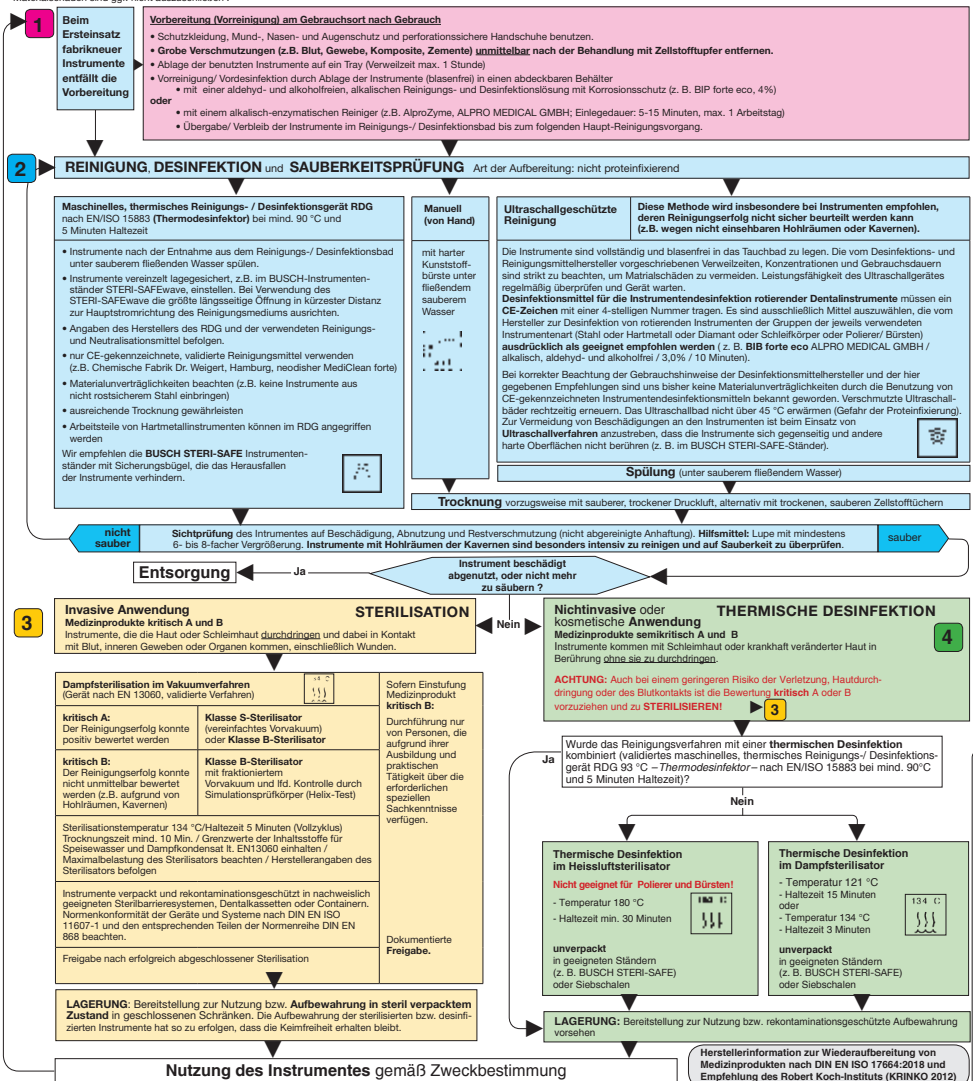 1
Beim
Ersteinsatz
fabrikneuer
Instrumente
entfällt die
Vorbereitung
Vorbereitung (Vorreinigung) am Gebrauchsort nach Gebrauch
• Schutzkleidung, Mund-, Nasen- und Augenschutz und perforationssichere Handschuhe benutzen.
• Grobe Verschmutzungen (z.B. Blut, Gewebe, Komposite, Zemente) unmittelbar nach der Behandlung mit Zellstofftupfer entfernen.
• Ablage der benutzten Instrumente auf ein Tray (Verweilzeit max. 1 Stunde)
• Vorreinigung/ Vordesinfektion durch Ablage der Instrumente (blasenfrei) in einen abdeckbaren Behälter
• mit einer aldehyd- und alkoholfreien, alkalischen Reinigungs- und Desinfektionslösung mit Korrosionsschutz (z. B. BIP forte eco, 4%)
oder
• mit einem alkalisch-enzymatischen Reiniger (z.B. AlproZyme, ALPRO MEDICAL GMBH; Einlegedauer: 5-15 Minuten, max. 1 Arbeitstag)
• Übergabe/ Verbleib der Instrumente im Reinigungs-/ Desinfektionsbad bis zum folgenden Haupt-Reinigungsvorgang.
2
REINIGUNG, DESINFEKTION und SAUBERKEITSPRÜFUNG Art der Aufbereitung: nicht proteinfixierend
Maschinelles, thermisches Reinigungs- / Desinfektionsgerät RDG
nach EN/ISO 15883 (Thermodesinfektor) bei mind. 90 °C und
5 Minuten Haltezeit
• Instrumente nach der Entnahme aus dem Reinigungs-/ Desinfektionsbad
unter sauberem fließenden Wasser spülen.
• Instrumente vereinzelt lagegesichert, z.B. im BUSCH-Instrumenten-
ständer STERI-SAFEwave, einstellen. Bei Verwendung des
STERI-SAFEwave die größte längsseitige Öffnung in kürzester Distanz
zur Hauptstromrichtung des Reinigungsmediums ausrichten.
• Angaben des Herstellers des RDG und der verwendeten Reinigungs-
und Neutralisationsmittel befolgen.
• nur CE-gekennzeichnete, validierte Reinigungsmittel verwenden
(z.B. Chemische Fabrik Dr. Weigert, Hamburg, neodisher MediClean forte)
• Materialunverträglichkeiten beachten (z.B. keine Instrumente aus
nicht rostsicherem Stahl einbringen)
• ausreichende Trocknung gewährleisten
• Arbeitsteile von Hartmetallinstrumenten können im RDG angegriffen
werden
Wir empfehlen die BUSCH STERI-SAFE Instrumenten-
ständer mit Sicherungsbügel, die das Herausfallen
der Instrumente verhindern.
Manuell
(von Hand)
mit harter
Kunststoff-
bürste unter
fließendem
sauberem
Wasser
Ultraschallgeschützte
Reinigung
Diese Methode wird insbesondere bei Instrumenten empfohlen,
deren Reinigungserfolg nicht sicher beurteilt werden kann
(z.B. wegen nicht einsehbaren Hohlräumen oder Kavernen).
Die Instrumente sind vollständig und blasenfrei in das Tauchbad zu legen. Die vom Desinfektions- und
Reinigungsmittelhersteller vorgeschriebenen Verweilzeiten, Konzentrationen und Gebrauchsdauern
sind strikt zu beachten, um Matrialschäden zu vermeiden. Leistungsfähigkeit des Ultraschallgerätes
regelmäßig überprüfen und Gerät warten.
Desinfektionsmittel für die Instrumentendesinfektion rotierender Dentalinstrumente müssen ein
CE-Zeichen mit einer 4-stelligen Nummer tragen. Es sind ausschließlich Mittel auszuwählen, die vom
Hersteller zur Desinfektion von rotierenden Instrumenten der Gruppen der jeweils verwendeten
Instrumentenart (Stahl oder Hartmetall oder Diamant oder Schleifkörper oder Polierer/ Bürsten)
ausdrücklich als geeignet empfohlen werden ( z. B. BIB forte eco ALPRO MEDICAL GMBH /
alkalisch, aldehyd- und alkoholfrei / 3,0% / 10 Minuten).
Bei korrekter Beachtung der Gebrauchshinweise der Desinfektionsmittelhersteller und der hier
gegebenen Empfehlungen sind uns bisher keine Materialunverträglichkeiten durch die Benutzung von
CE-gekennzeichneten Instrumentendesinfektionsmitteln bekannt geworden. Verschmutzte Ultraschall-
bäder rechtzeitig erneuern. Das Ultraschallbad nicht über 45 °C erwärmen (Gefahr der Proteinfixierung).
Zur Vermeidung von Beschädigungen an den Instrumenten ist beim Einsatz von
Ultraschallverfahren anzustreben, dass die Instrumente sich gegenseitig und andere
harte Oberflächen nicht berühren (z. B. im BUSCH STERI-SAFE-Ständer).
Spülung (unter sauberem fließendem Wasser)
Trocknung vorzugsweise mit sauberer, trockener Druckluft, alternativ mit trockenen, sauberen Zellstofftüchern
nicht
sauber
Sichtprüfung des Intrumentes auf Beschädigung, Abnutzung und Restverschmutzung (nicht abgereinigte Anhaftung). Hilfsmittel: Lupe mit mindestens
6- bis 8-facher Vergrößerung. Instrumente mit Hohlräumen der Kavernen sind besonders intensiv zu reinigen und auf Sauberkeit zu überprüfen.
sauber
Entsorgung
Ja
Instrument beschädigt
abgenutzt, oder nicht mehr
zu säubern ?
Nein
3
Invasive Anwendung STERILISATION
Medizinprodukte kritisch A und B
Instrumente, die die Haut oder Schleimhaut durchdringen und dabei in Kontakt
mit Blut, inneren Geweben oder Organen kommen, einschließlich Wunden.
Nichtinvasive oder THERMISCHE DESINFEKTION
kosmetische Anwendung
Medizinprodukte semikritisch A und B
Instrumente kommen mit Schleimhaut oder krankhaft veränderter Haut in
Berührung ohne sie zu durchdringen.
4
ACHTUNG: Auch bei einem geringeren Risiko der Verletzung, Hautdurch-
dringung oder des Blutkontakts ist die Bewertung kritisch A oder B
vorzuziehen und zu STERILISIEREN!
3
Dampfsterilisation im Vakuumverfahren
(Gerät nach EN 13060, validierte Verfahren)
kritisch A:
Der Reinigungserfolg konnte
positiv bewertet werden
Klasse S-Sterilisator
(vereinfachtes Vorvakuum)
oder Klasse B-Sterilisator
kritisch B:
Der Reinigungserfolg konnte
nicht unmittelbar bewertet
werden (z.B. aufgrund von
Hohlräumen, Kavernen)
Klasse B-Sterilisator
mit fraktioniertem
Vorvakuum und lfd. Kontrolle durch
Simulationsprüfkörper (Helix-Test)
Sterilisationstemperatur 134 °C/Haltezeit 5 Minuten (Vollzyklus)
Trocknungszeit mind. 10 Min. / Grenzwerte der Inhaltsstoffe für
Speisewasser und Dampfkondensat lt. EN13060 einhalten /
Maximalbelastung des Sterilisators beachten / Herstellerangaben des
Sterilisators befolgen
Instrumente verpackt und rekontaminationsgeschützt in nachweislich
geeigneten Sterilbarrieresystemen, Dentalkassetten oder Containern.
Normenkonformität der Geräte und Systeme nach DIN EN ISO
11607-1 und den entsprechenden Teilen der Normenreihe DIN EN
868 beachten.
Freigabe nach erfolgreich abgeschlossener Sterilisation
Sofern Einstufung
Medizinprodukt
kritisch B:
Durchführung nur
von Personen, die
aufgrund ihrer
Ausbildung und
praktischen
Tätigkeit über die
erforderlichen
speziellen
Sachkenntnisse
verfügen.
Dokumentierte
Freigabe.
Ja
Wurde das Reinigungsverfahren mit einer thermischen Desinfektion
kombiniert (validiertes maschinelles, thermisches Reinigungs-/ Desinfektions-
gerät RDG 93 °C – Thermodesinfektor – nach EN/ISO 15883 bei mind. 90°C
und 5 Minuten Haltezeit)?
Nein
Thermische Desinfektion
im Heissluftsterilisator
Nicht geeignet für Polierer und Bürsten!
- Temperatur 180 °C
- Haltezeit min. 30 Minuten
unverpackt
in geeigneten Ständern
(z. B. BUSCH STERI-SAFE)
oder Siebschalen
Thermische Desinfektion
im Dampfsterilisator
- Temperatur 121 °C
- Haltezeit 15 Minuten
oder
- Temperatur 134 °C
- Haltezeit 3 Minuten
134 C
unverpackt
in geeigneten Ständern
(z. B. BUSCH STERI-SAFE)
oder Siebschalen
LAGERUNG: Bereitstellung zur Nutzung bzw. Aufbewahrung in steril verpacktem
Zustand in geschlossenen Schränken. Die Aufbewahrung der sterilisierten bzw. desinfi-
zierten Instrumente hat so zu erfolgen, dass die Keimfreiheit erhalten bleibt.
LAGERUNG: Bereitstellung zur Nutzung bzw. rekontaminationsgeschützte Aufbewahrung
vorsehen
Nutzung des Instrumentes gemäß Zweckbestimmung
Herstellerinformation zur Wiederaufbereitung von
Medizinprodukten nach DIN EN ISO 17664:2018 und
Empfehlung des Robert Koch-Instituts (KRINKO 2012)